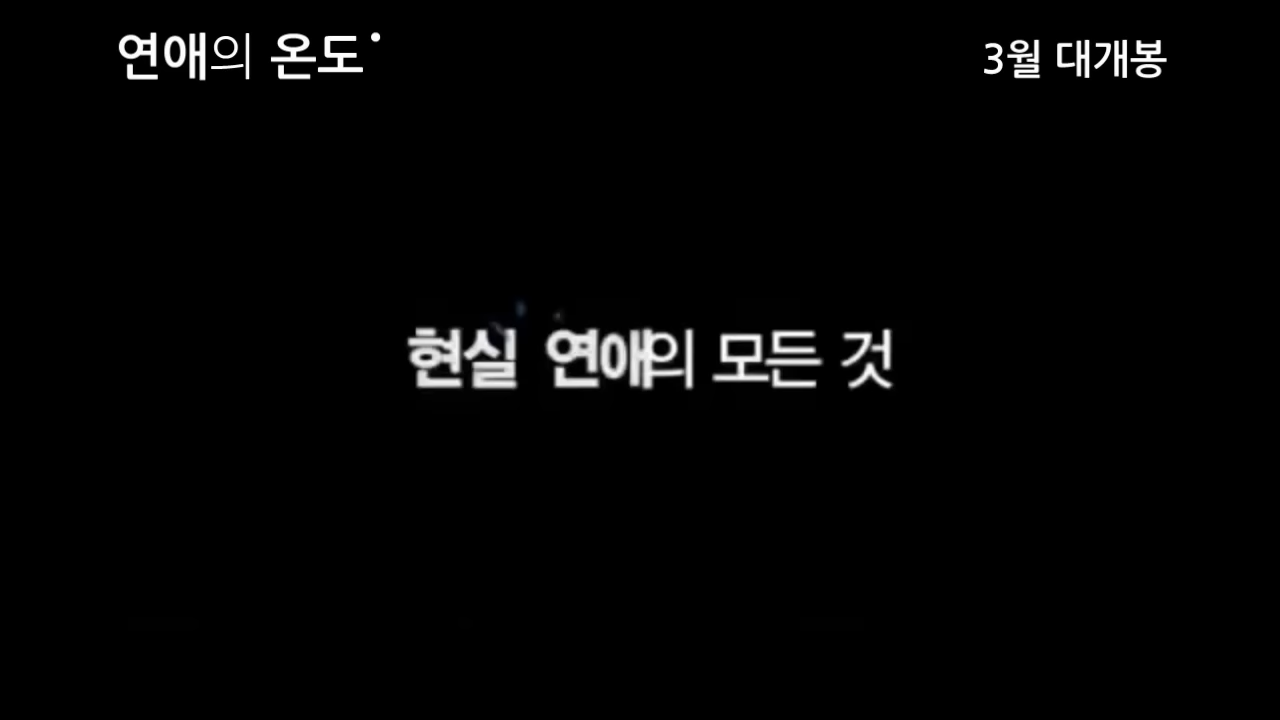 연애의 온도
3월 대개봉
현실 연애의 모든 것